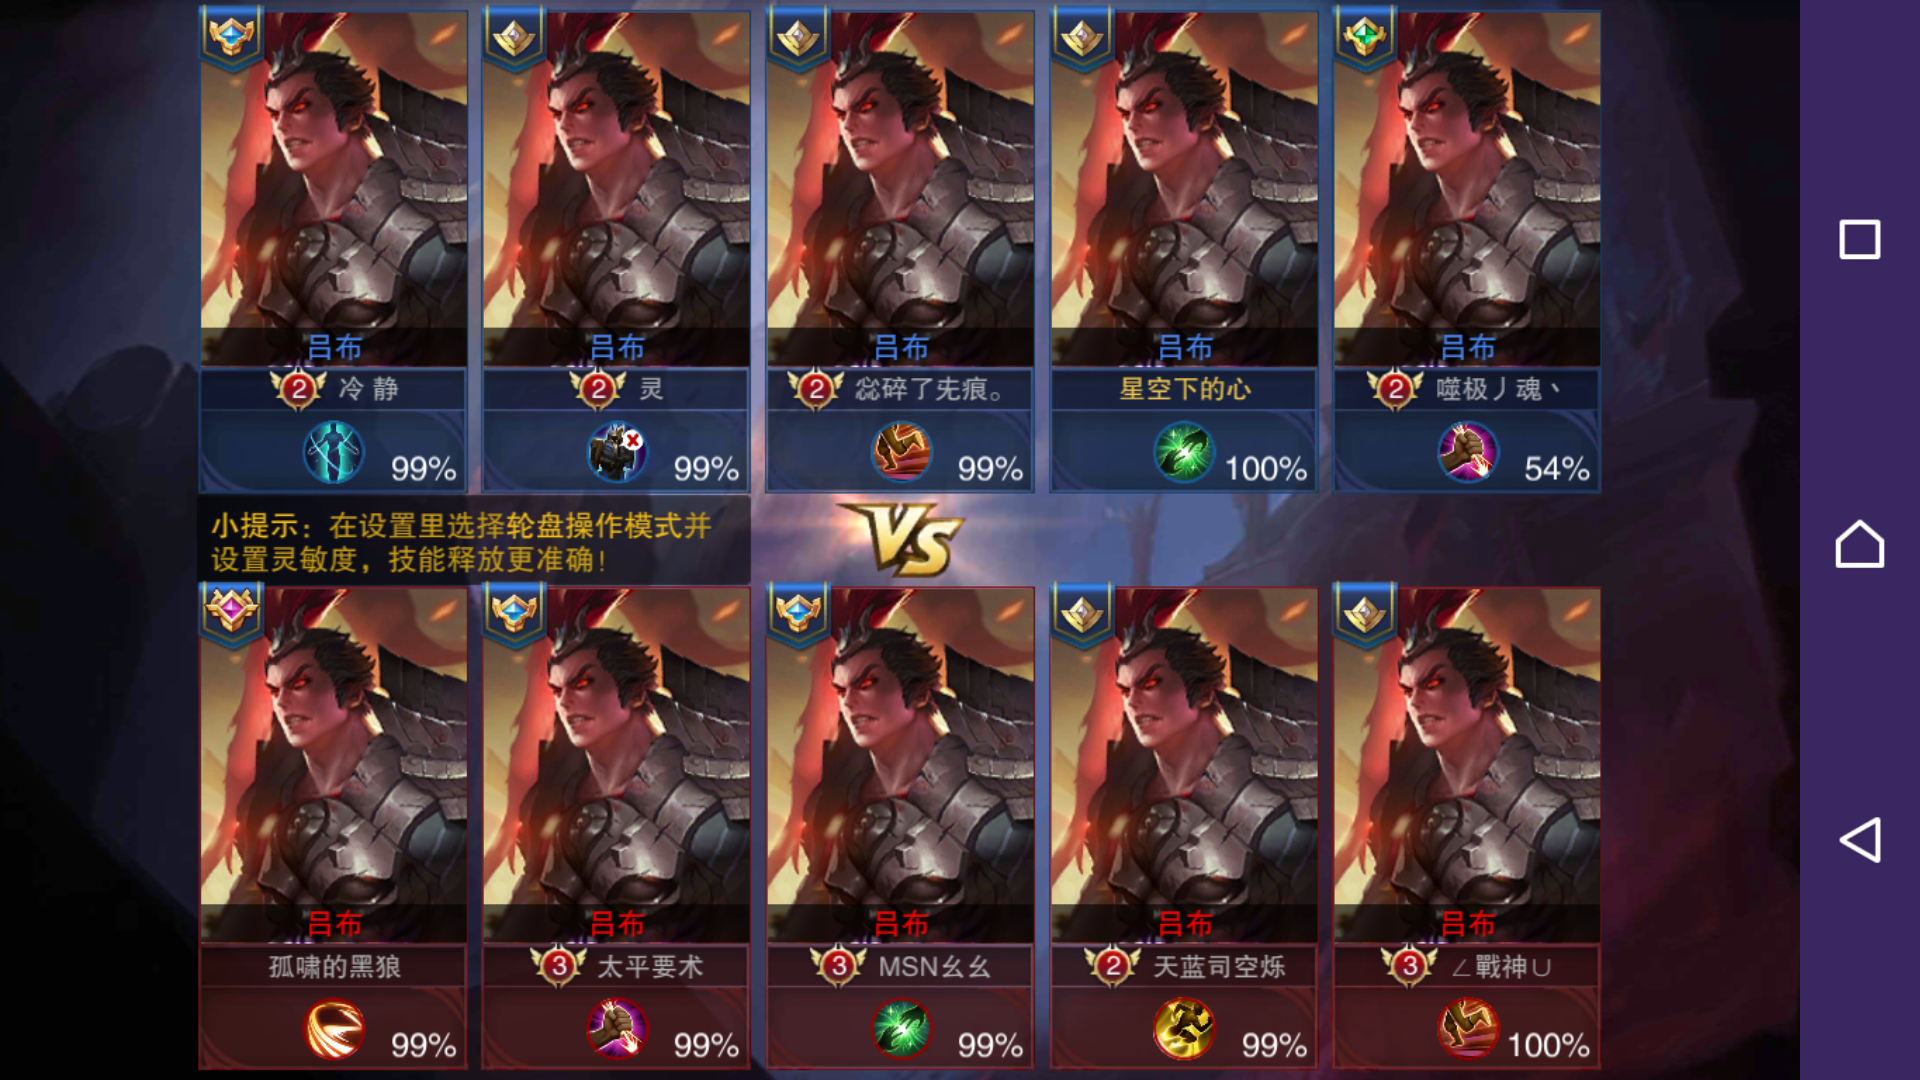 吕布
吕布
吕布
吕布
吕布
2 冷 静
2 灵
2 惢碎了兂痕。
星空下的心
2 噬极丿魂丶
99%
99%
99%
100%
54%
小提示：在设置里选择轮盘操作模式并
设置灵敏度，技能释放更准确！
VS
吕布
吕布
吕布
吕布
吕布
孤啸的黑狼
3 太平要术
3 MSN幺幺
2 天蓝司空烁
3 ∠戰神∪
99%
99%
99%
99%
100%